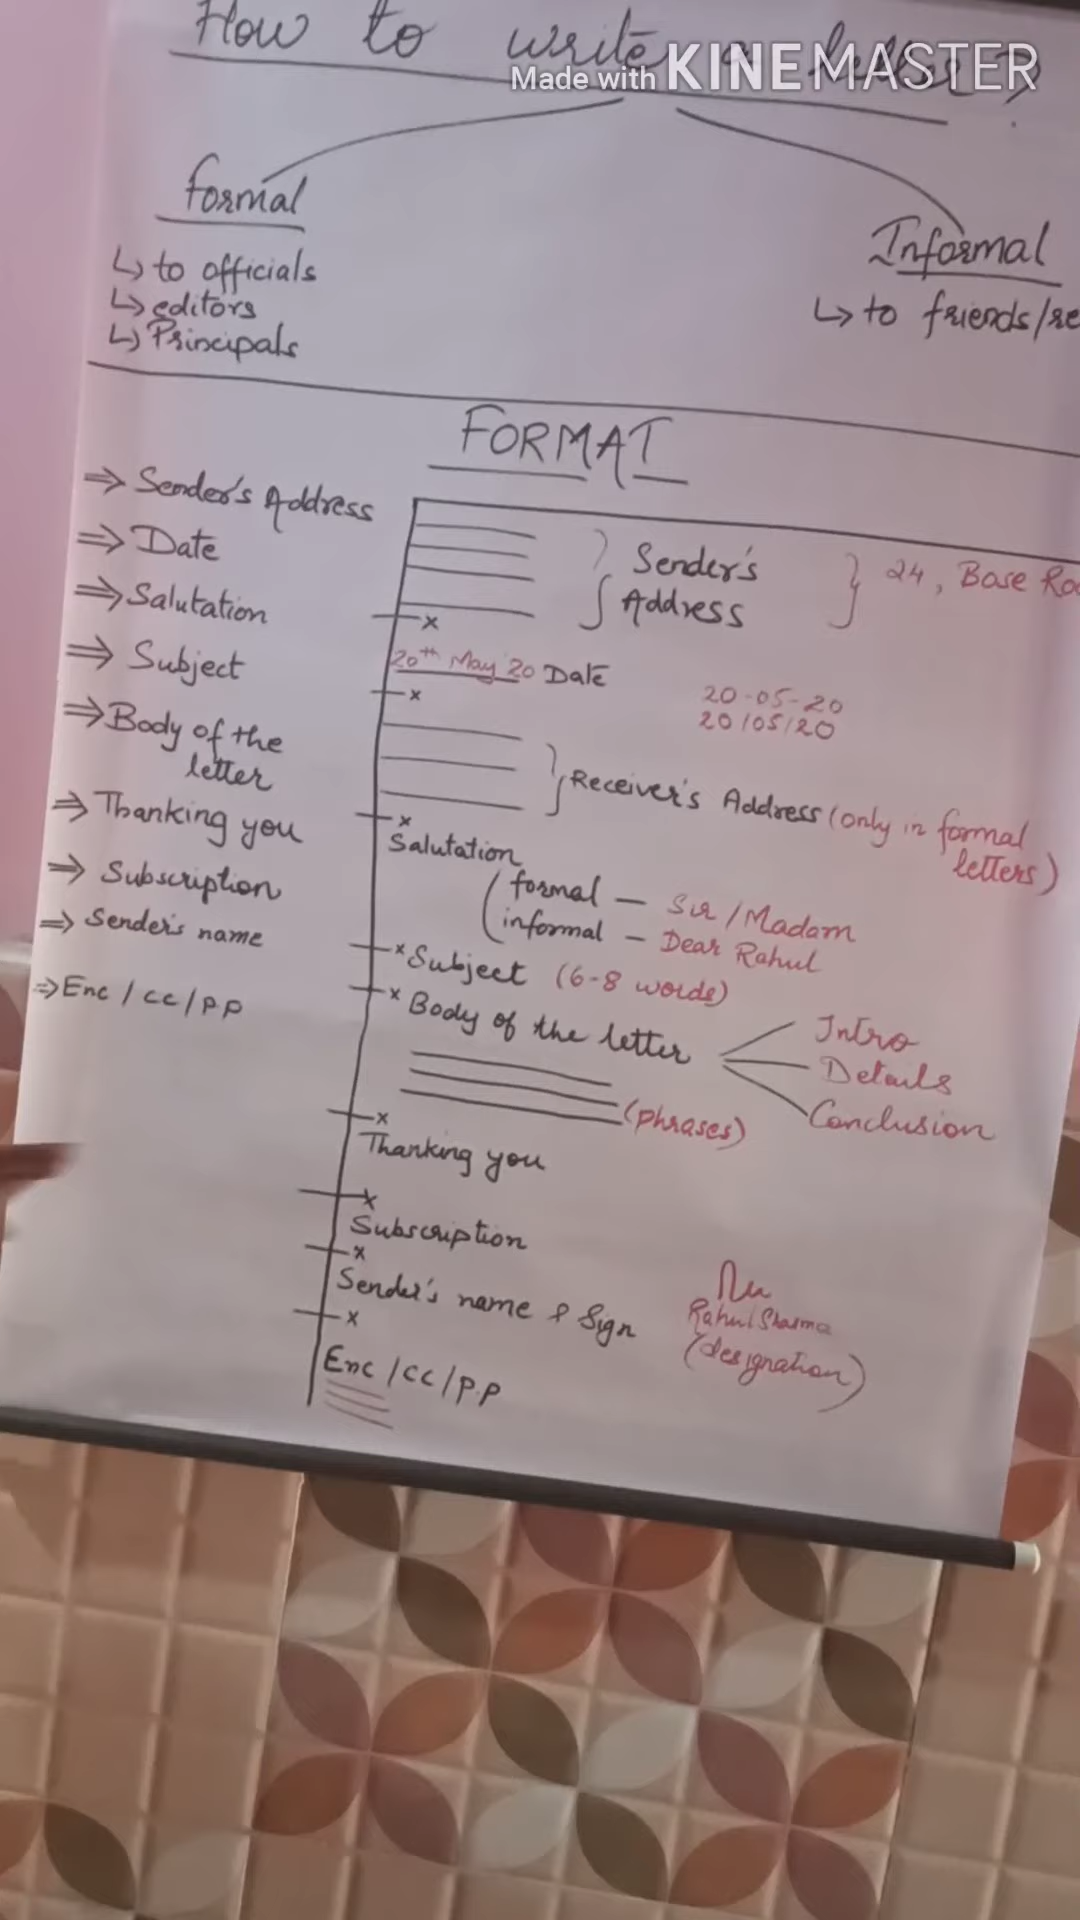 How to write a letter?
Made with KINEMASTER
Formal
↳ to officials
↳ editors
↳ Principals
Informal
↳ to friends/re
FORMAT
⇒ Sender's Address
⇒ Date
⇒ Salutation
⇒ Subject
⇒ Body of the
letter
⇒ Thanking you
⇒ Subscription
⇒ Sender's name
⇒ Enc / CC / P.P
Sender's
Address
24, Bose Roa
x
20th May 20 Date
20-05-20
20/05/20
x
Receiver's Address (only in formal
letters)
x
Salutation
(formal – Sir/Madam
informal – Dear Rahul
x Subject (6-8 words)
x Body of the letter
Intro
Details
Conclusion
(phrases)
x
Thanking you
x
Subscription
x
Sender's name & Sign
Rahul Sharma
(designation)
x
Enc / CC / P.P